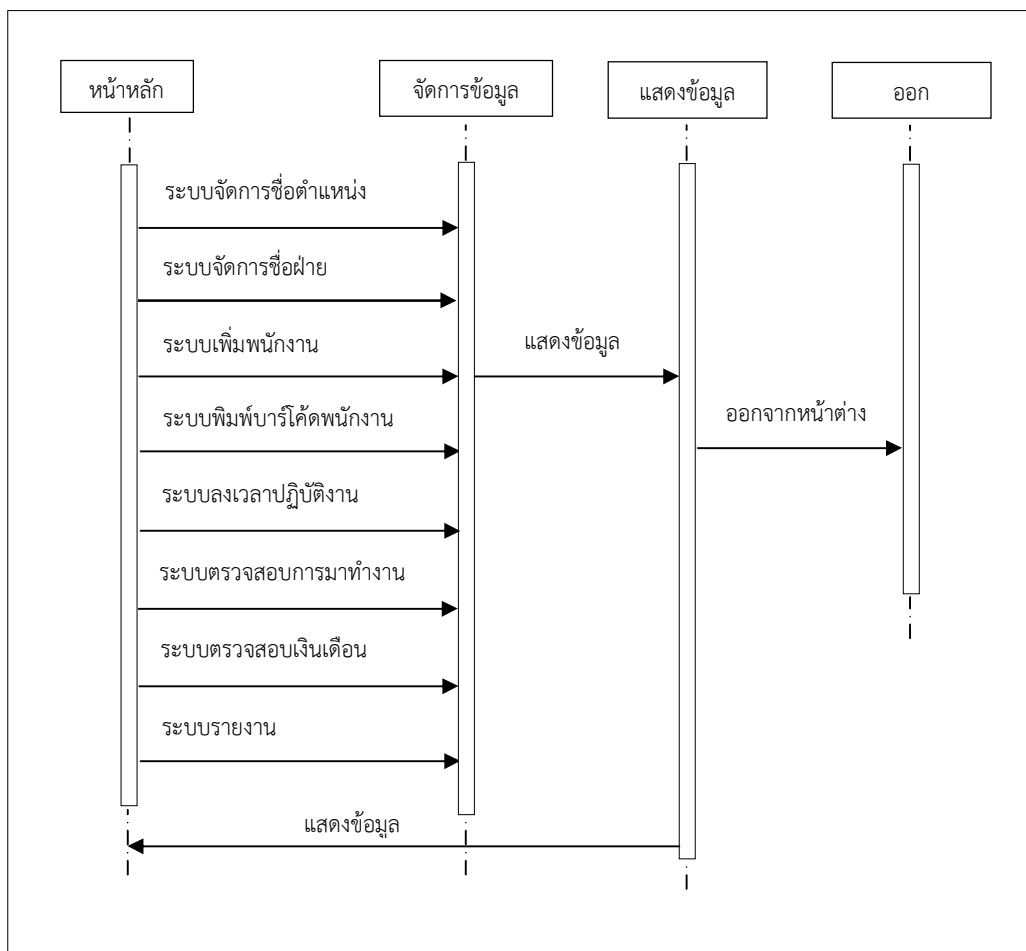 หน้าหลัก
จัดการข้อมูล
แสดงข้อมูล
ออก
ระบบจัดการชื่อตำแหน่ง
ระบบจัดการชื่อฝ่าย
ระบบเพิ่มพนักงาน
แสดงข้อมูล
ระบบพิมพ์บาร์โค้ดพนักงาน
ออกจากหน้าต่าง
ระบบลงเวลาปฏิบัติงาน
ระบบตรวจสอบการมาทำงาน
ระบบตรวจสอบเงินเดือน
ระบบรายงาน
แสดงข้อมูล